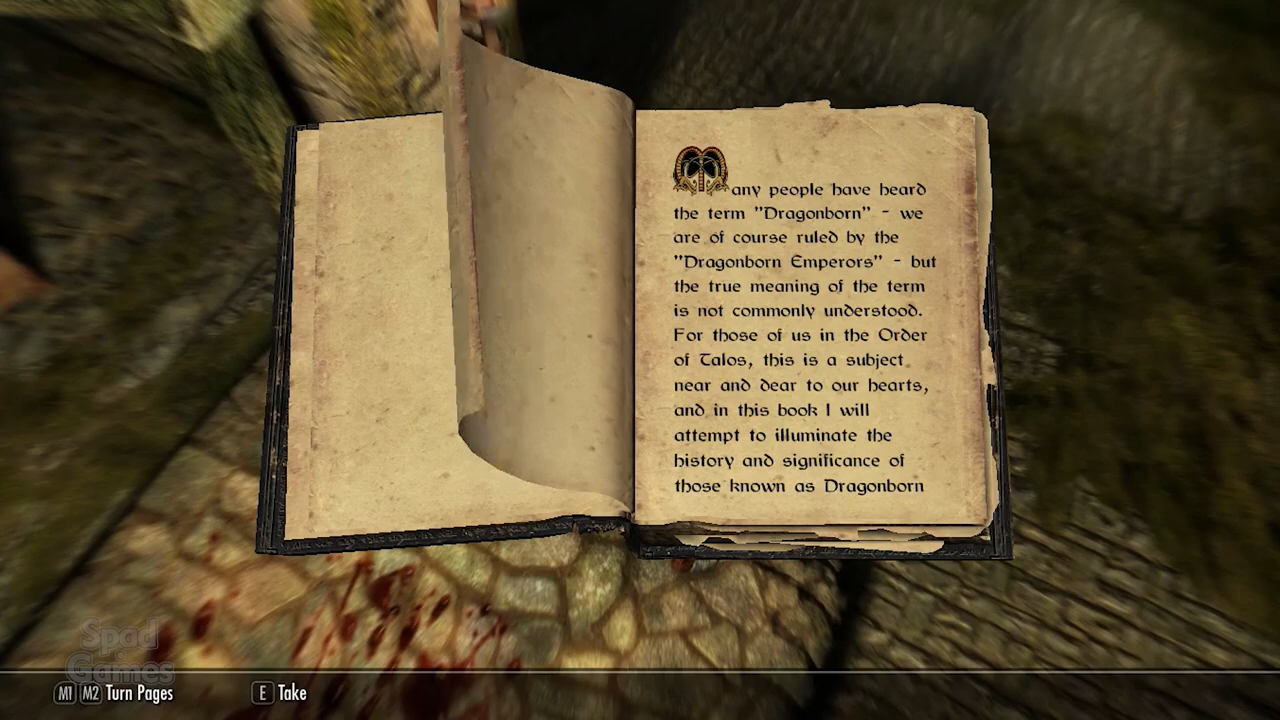 Many people have heard
the term "Dragonborn" - we
are of course ruled by the
"Dragonborn Emperors" - but
the true meaning of the term
is not commonly understood.
For those of us in the Order
of Talos, this is a subject
near and dear to our hearts,
and in this book I will
attempt to illuminate the
history and significance of
those known as Dragonborn
Spad
Games
M1 M2 Turn Pages
E Take